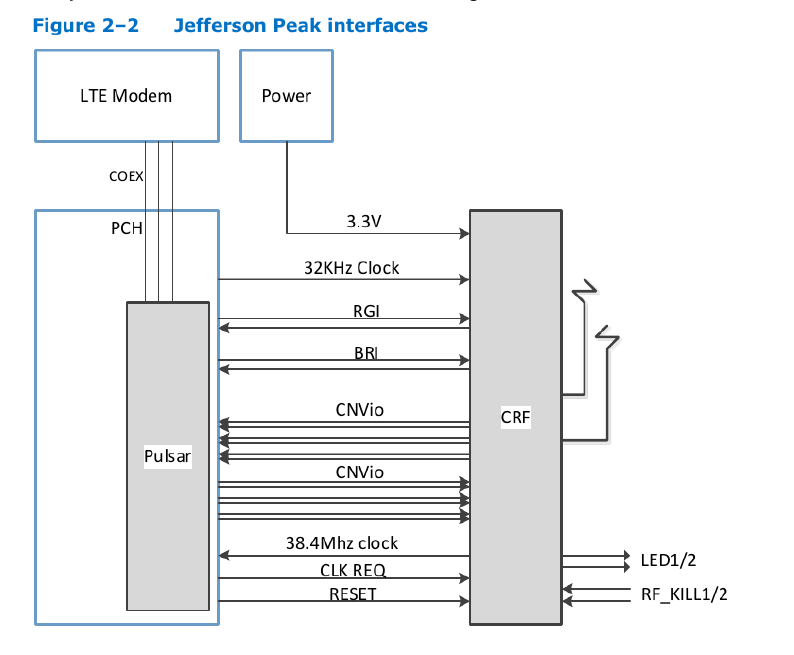 Figure 2–2 Jefferson Peak interfaces
LTE Modem
Power
COEX
PCH
3.3V
32KHz Clock
RGI
BRI
CNVio
CRF
Pulsar
CNVio
38.4Mhz clock
CLK REQ
RESET
LED1/2
RF_KILL1/2